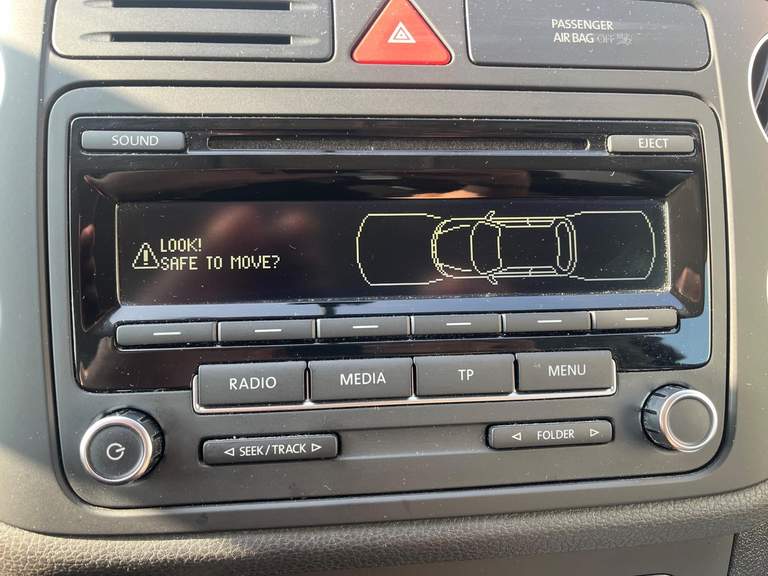 PASSENGER
AIR BAG OFF
SOUND
EJECT
LOOK!
SAFE TO MOVE?
RADIO
MEDIA
TP
MENU
SEEK/TRACK
FOLDER